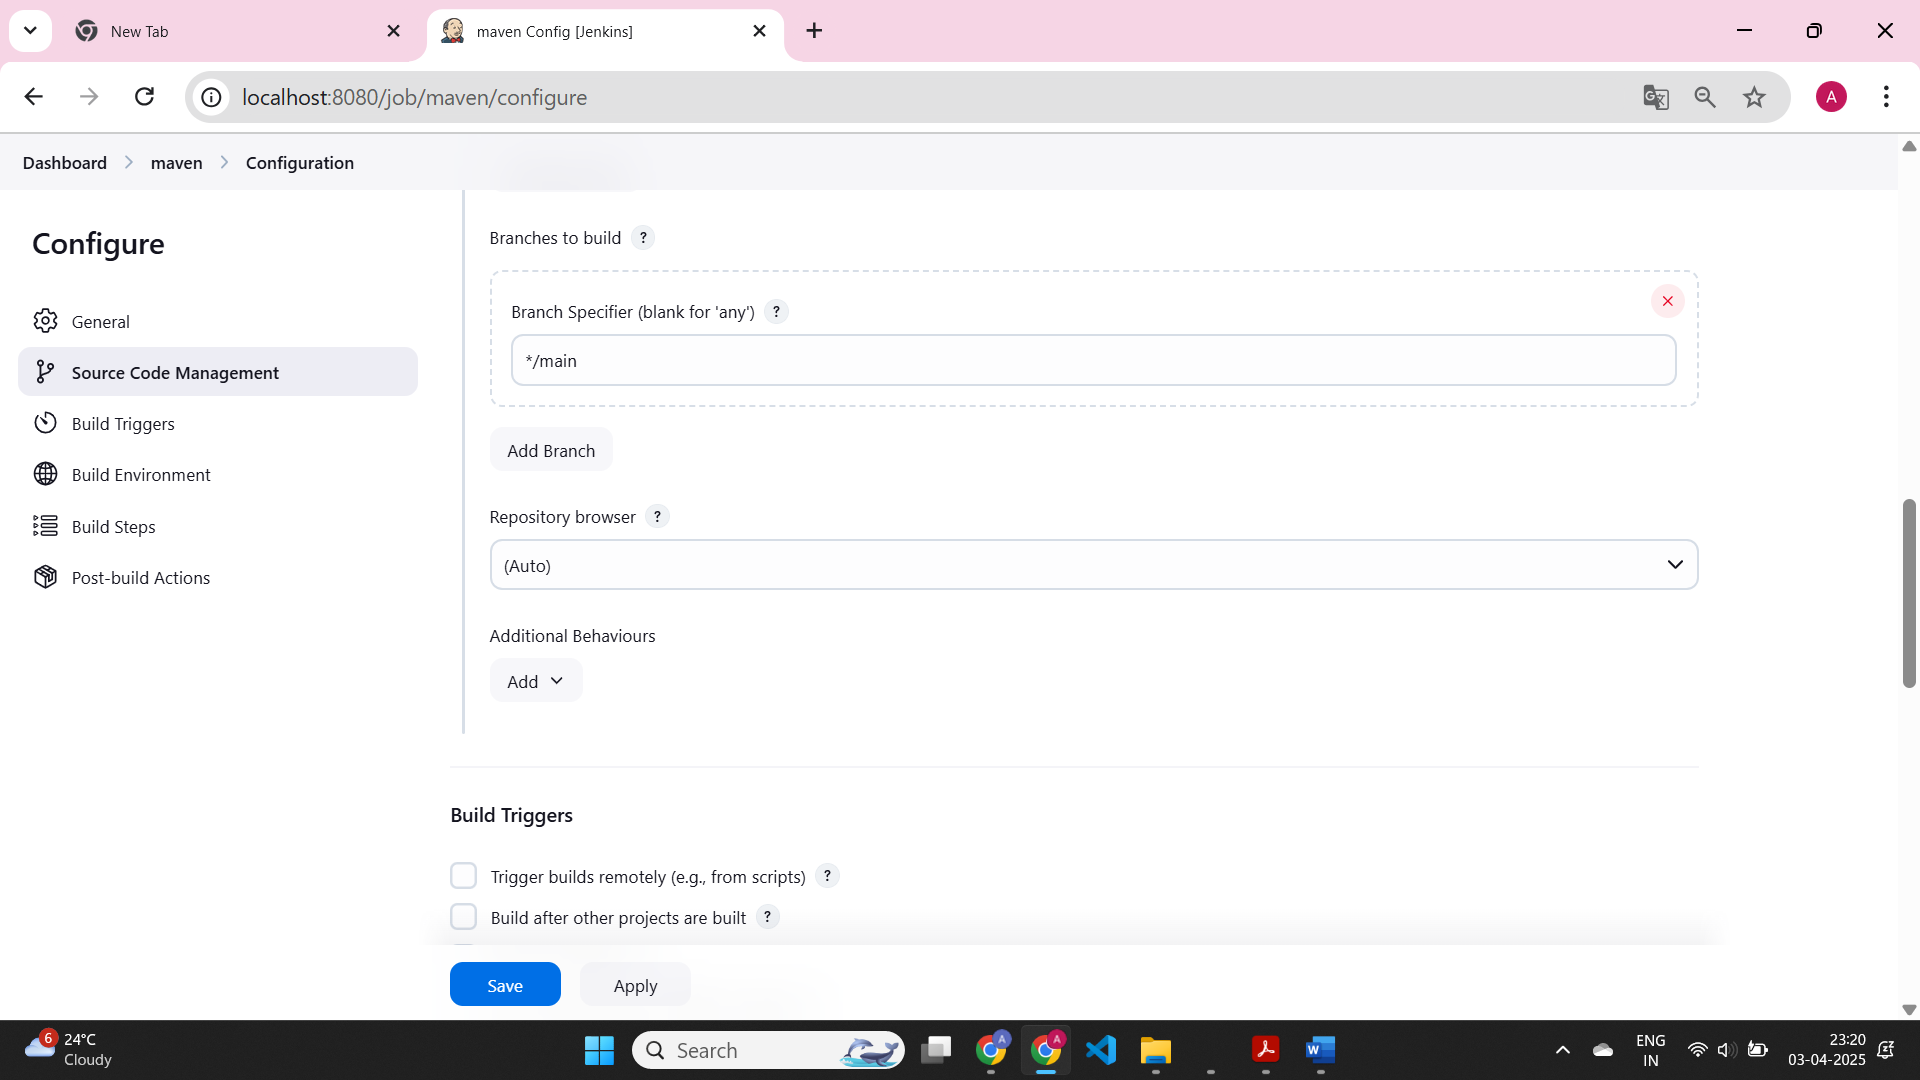 New Tab
maven Config [Jenkins]
localhost:8080/job/maven/configure
A
Dashboard maven Configuration
Configure
General
Source Code Management
Build Triggers
Build Environment
Build Steps
Post-build Actions
Branches to build ?
Branch Specifier (blank for 'any') ?
*/main
Add Branch
Repository browser ?
(Auto)
Additional Behaviours
Add
Build Triggers
Trigger builds remotely (e.g., from scripts) ?
Build after other projects are built ?
Save Apply
6
24°C
Cloudy
Search
A
A
W
ENG
IN
23:20
03-04-2025